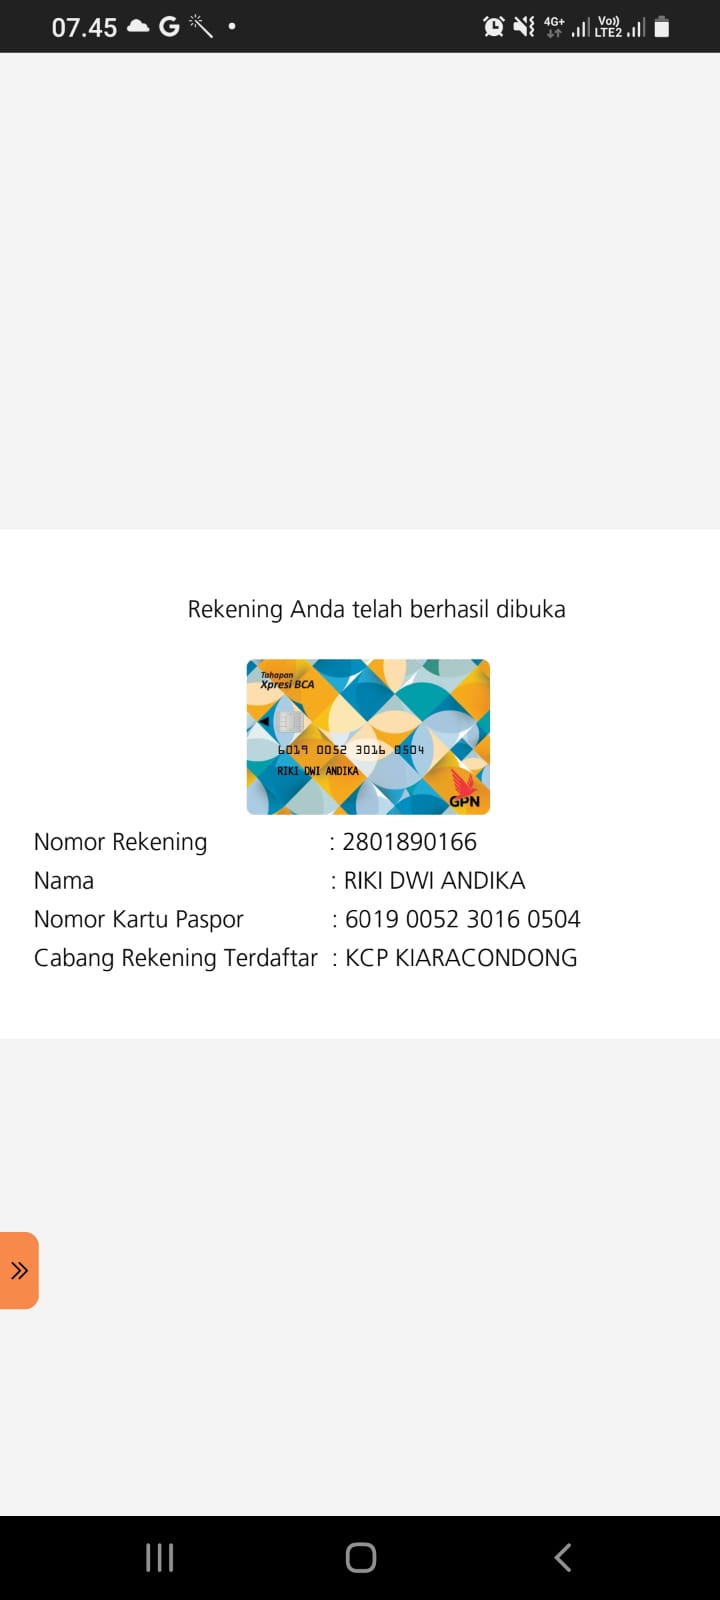 07.45 G
4G+ Vo)) LTE2
Rekening Anda telah berhasil dibuka
Tahapan
Xpresi BCA
6019 0052 3016 0504
RIKI DWI ANDIKA
GPN
Nomor Rekening : 2801890166
Nama : RIKI DWI ANDIKA
Nomor Kartu Paspor : 6019 0052 3016 0504
Cabang Rekening Terdaftar : KCP KIARACONDONG